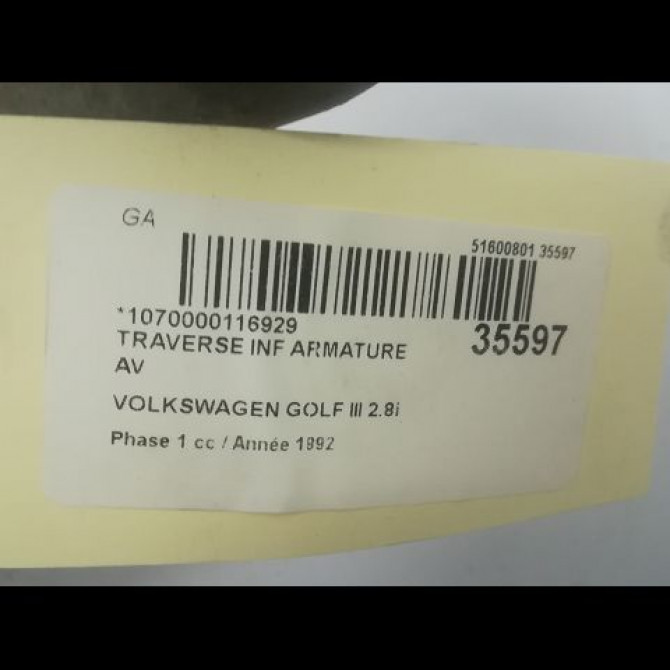 GA
51600801 35597
*1070000116929
35597
TRAVERSE INF ARMATURE
AV
VOLKSWAGEN GOLF III 2.8i
Phase 1 cc / Année 1992